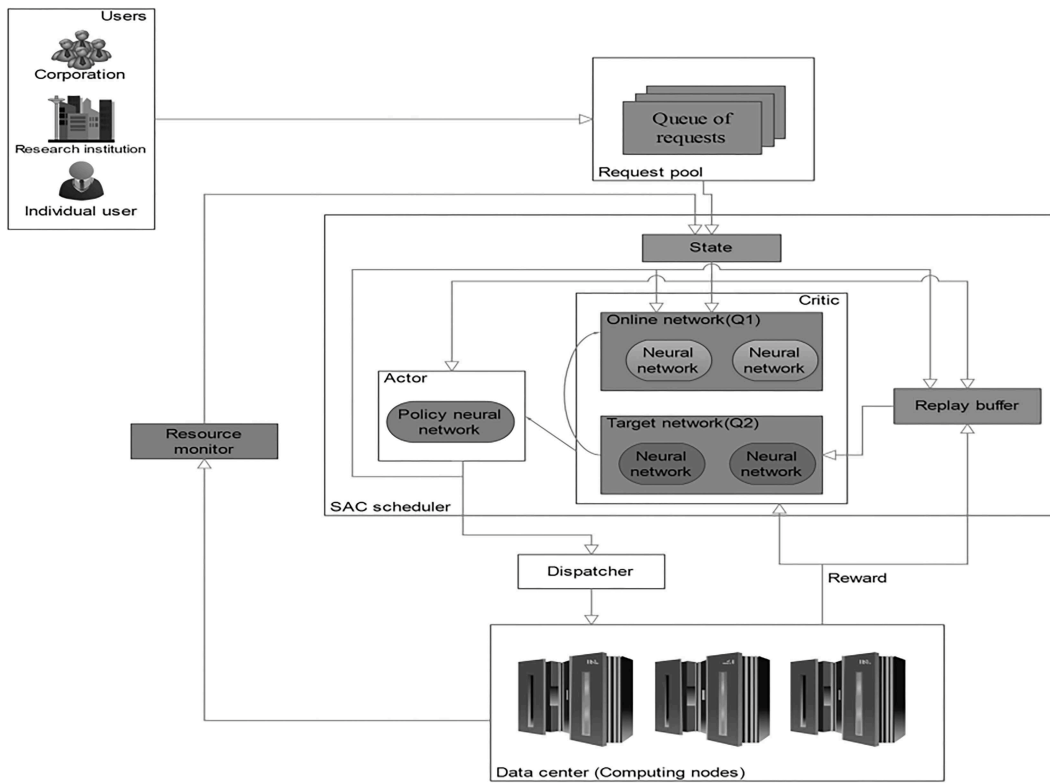 Users
Corporation
Research institution
Individual user
Queue of
requests
Request pool
State
Critic
Online network(Q1)
Neural
network
Neural
network
Actor
Policy neural
network
Target network(Q2)
Neural
network
Neural
network
Replay buffer
Resource
monitor
SAC scheduler
Dispatcher
Reward
Data center (Computing nodes)